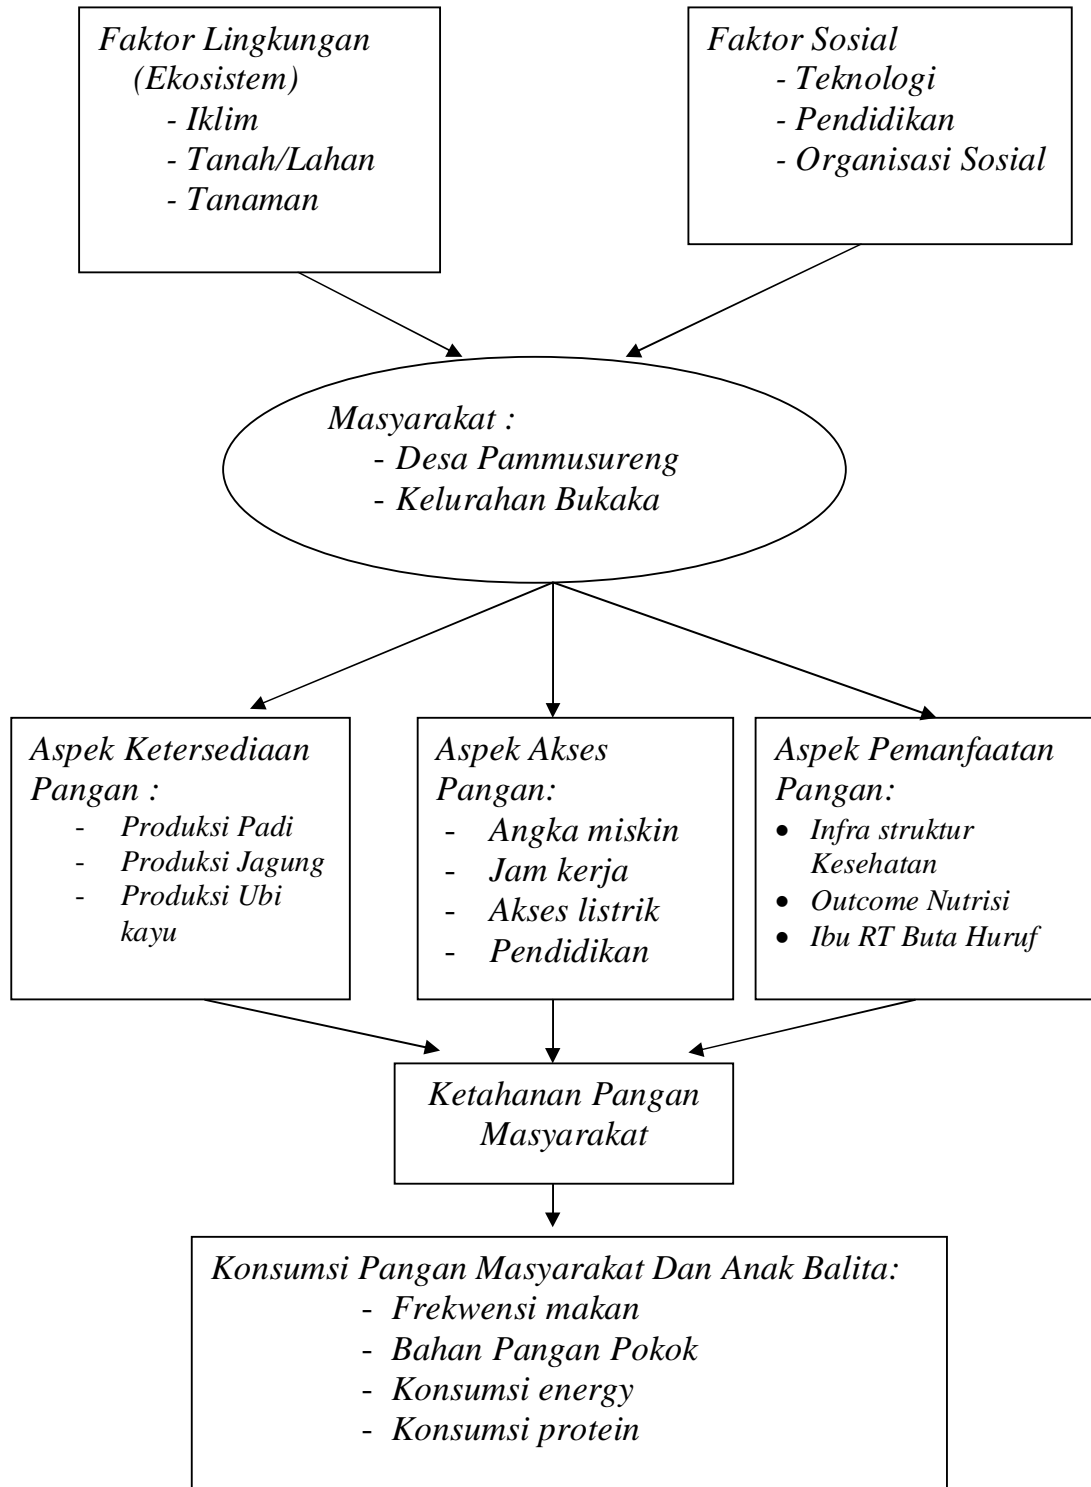 Faktor Lingkungan
(Ekosistem)
- Iklim
- Tanah/Lahan
- Tanaman
Faktor Sosial
- Teknologi
- Pendidikan
- Organisasi Sosial
Masyarakat :
- Desa Pammusureng
- Kelurahan Bukaka
Aspek Ketersediaan
Pangan :
- Produksi Padi
- Produksi Jagung
- Produksi Ubi
kayu
Aspek Akses
Pangan:
- Angka miskin
- Jam kerja
- Akses listrik
- Pendidikan
Aspek Pemanfaatan
Pangan:
• Infra struktur
Kesehatan
• Outcome Nutrisi
• Ibu RT Buta Huruf
Ketahanan Pangan
Masyarakat
Konsumsi Pangan Masyarakat Dan Anak Balita:
- Frekwensi makan
- Bahan Pangan Pokok
- Konsumsi energy
- Konsumsi protein